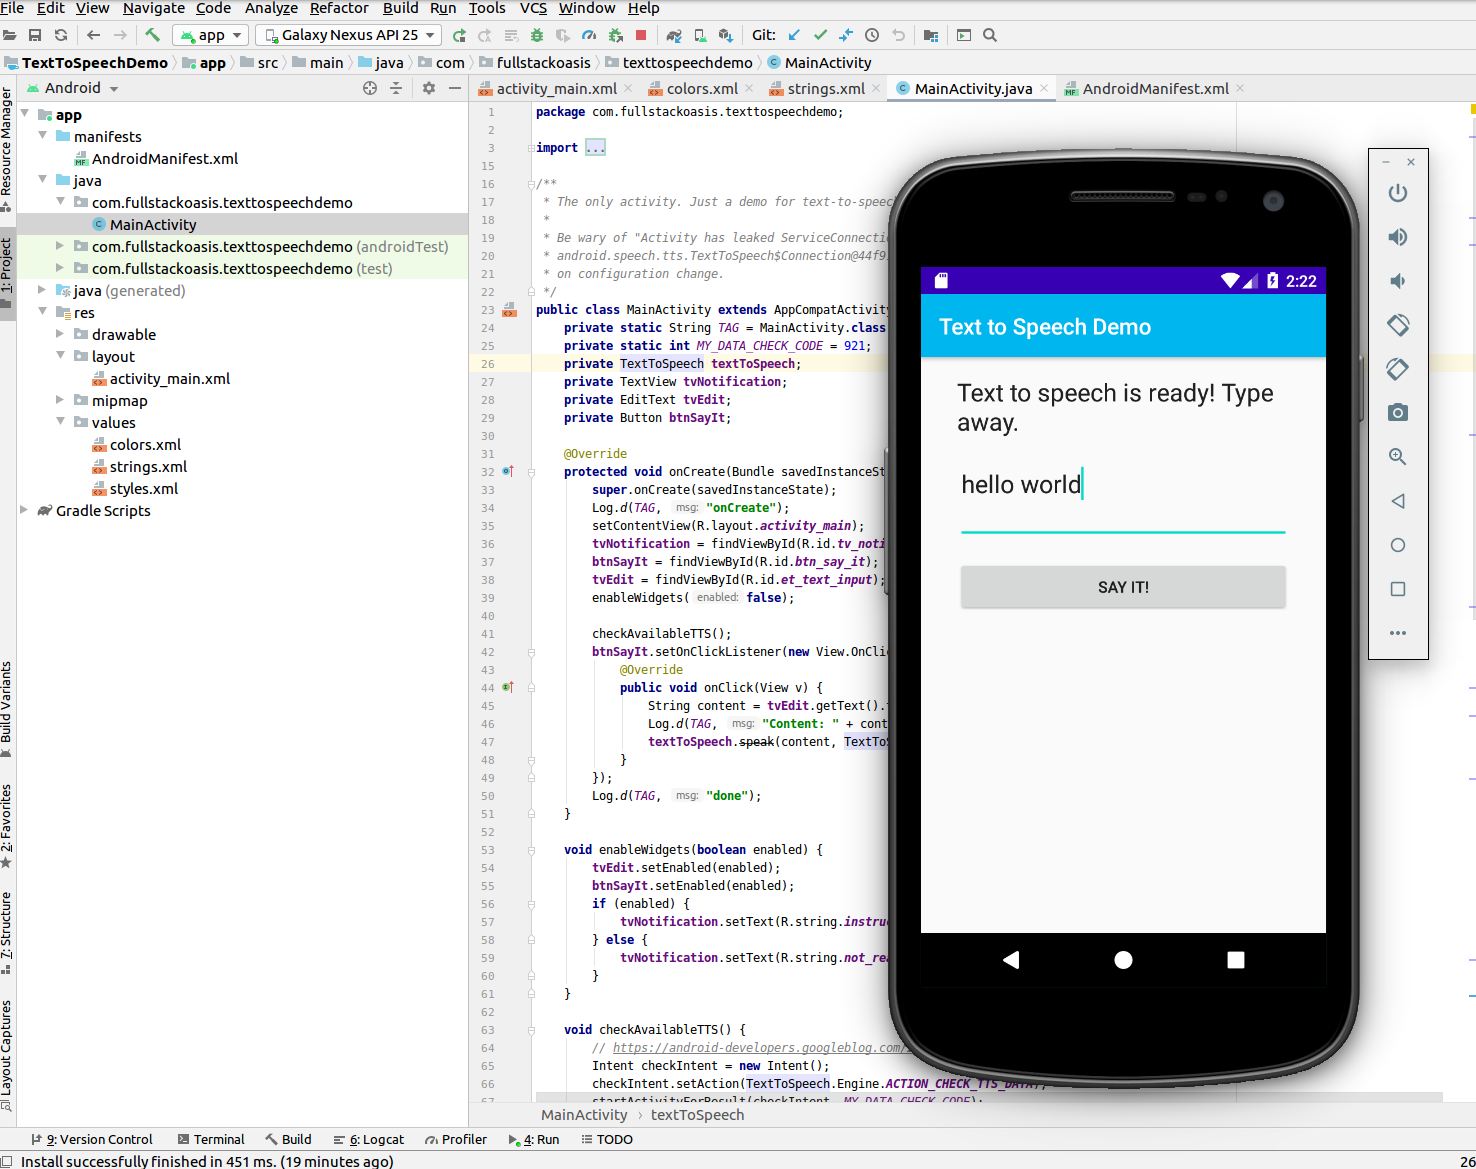 File Edit View Navigate Code Analyze Refactor Build Run Tools VCS Window Help
app Galaxy Nexus API 25 Git:
TextToSpeechDemo app src main java com fullstackoasis texttospeechdemo MainActivity
Android
activity_main.xml colors.xml strings.xml MainActivity.java AndroidManifest.xml
Resource Manager
1: Project
Build Variants
2: Favorites
7: Structure
Layout Captures
app
manifests
AndroidManifest.xml
java
com.fullstackoasis.texttospeechdemo
MainActivity
com.fullstackoasis.texttospeechdemo (androidTest)
com.fullstackoasis.texttospeechdemo (test)
java (generated)
res
drawable
layout
activity_main.xml
mipmap
values
colors.xml
strings.xml
styles.xml
Gradle Scripts
1 package com.fullstackoasis.texttospeechdemo;
2
3 import ...
15
16 /**
17 * The only activity. Just a demo for text-to-speec
18 *
19 * Be wary of "Activity has leaked ServiceConnecti
20 * android.speech.tts.TextToSpeech$Connection@44f9
21 * on configuration change.
22 */
23 public class MainActivity extends AppCompatActivity
24 private static String TAG = MainActivity.class
25 private static int MY_DATA_CHECK_CODE = 921;
26 private TextToSpeech textToSpeech;
27 private TextView tvNotification;
28 private EditText tvEdit;
29 private Button btnSayIt;
30
31 @Override
32 protected void onCreate(Bundle savedInstanceSt
33 super.onCreate(savedInstanceState);
34 Log.d(TAG, msg: "onCreate");
35 setContentView(R.layout.activity_main);
36 tvNotification = findViewById(R.id.tv_noti
37 btnSayIt = findViewById(R.id.btn_say_it);
38 tvEdit = findViewById(R.id.et_text_input);
39 enableWidgets( enabled: false);
40
41 checkAvailableTTS();
42 btnSayIt.setOnClickListener(new View.OnClic
43 @Override
44 public void onClick(View v) {
45 String content = tvEdit.getText().
46 Log.d(TAG, msg: "Content: " + cont
47 textToSpeech.speak(content, TextToS
48 }
49 });
50 Log.d(TAG, msg: "done");
51 }
52
53 void enableWidgets(boolean enabled) {
54 tvEdit.setEnabled(enabled);
55 btnSayIt.setEnabled(enabled);
56 if (enabled) {
57 tvNotification.setText(R.string.instru
58 } else {
59 tvNotification.setText(R.string.not_rea
60 }
61 }
62
63 void checkAvailableTTS() {
64 // https://android-developers.googleblog.com/
65 Intent checkIntent = new Intent();
66 checkIntent.setAction(TextToSpeech.Engine.ACTION_CHECK_TTS_DATA);
67 startActivityForResult(checkIntent, MY_DATA_CHECK_CODE);
2:22
Text to Speech Demo
Text to speech is ready! Type
away.
hello world
SAY IT!
MainActivity textToSpeech
9: Version Control Terminal Build 6: Logcat Profiler 4: Run TODO
Install successfully finished in 451 ms. (19 minutes ago) 26